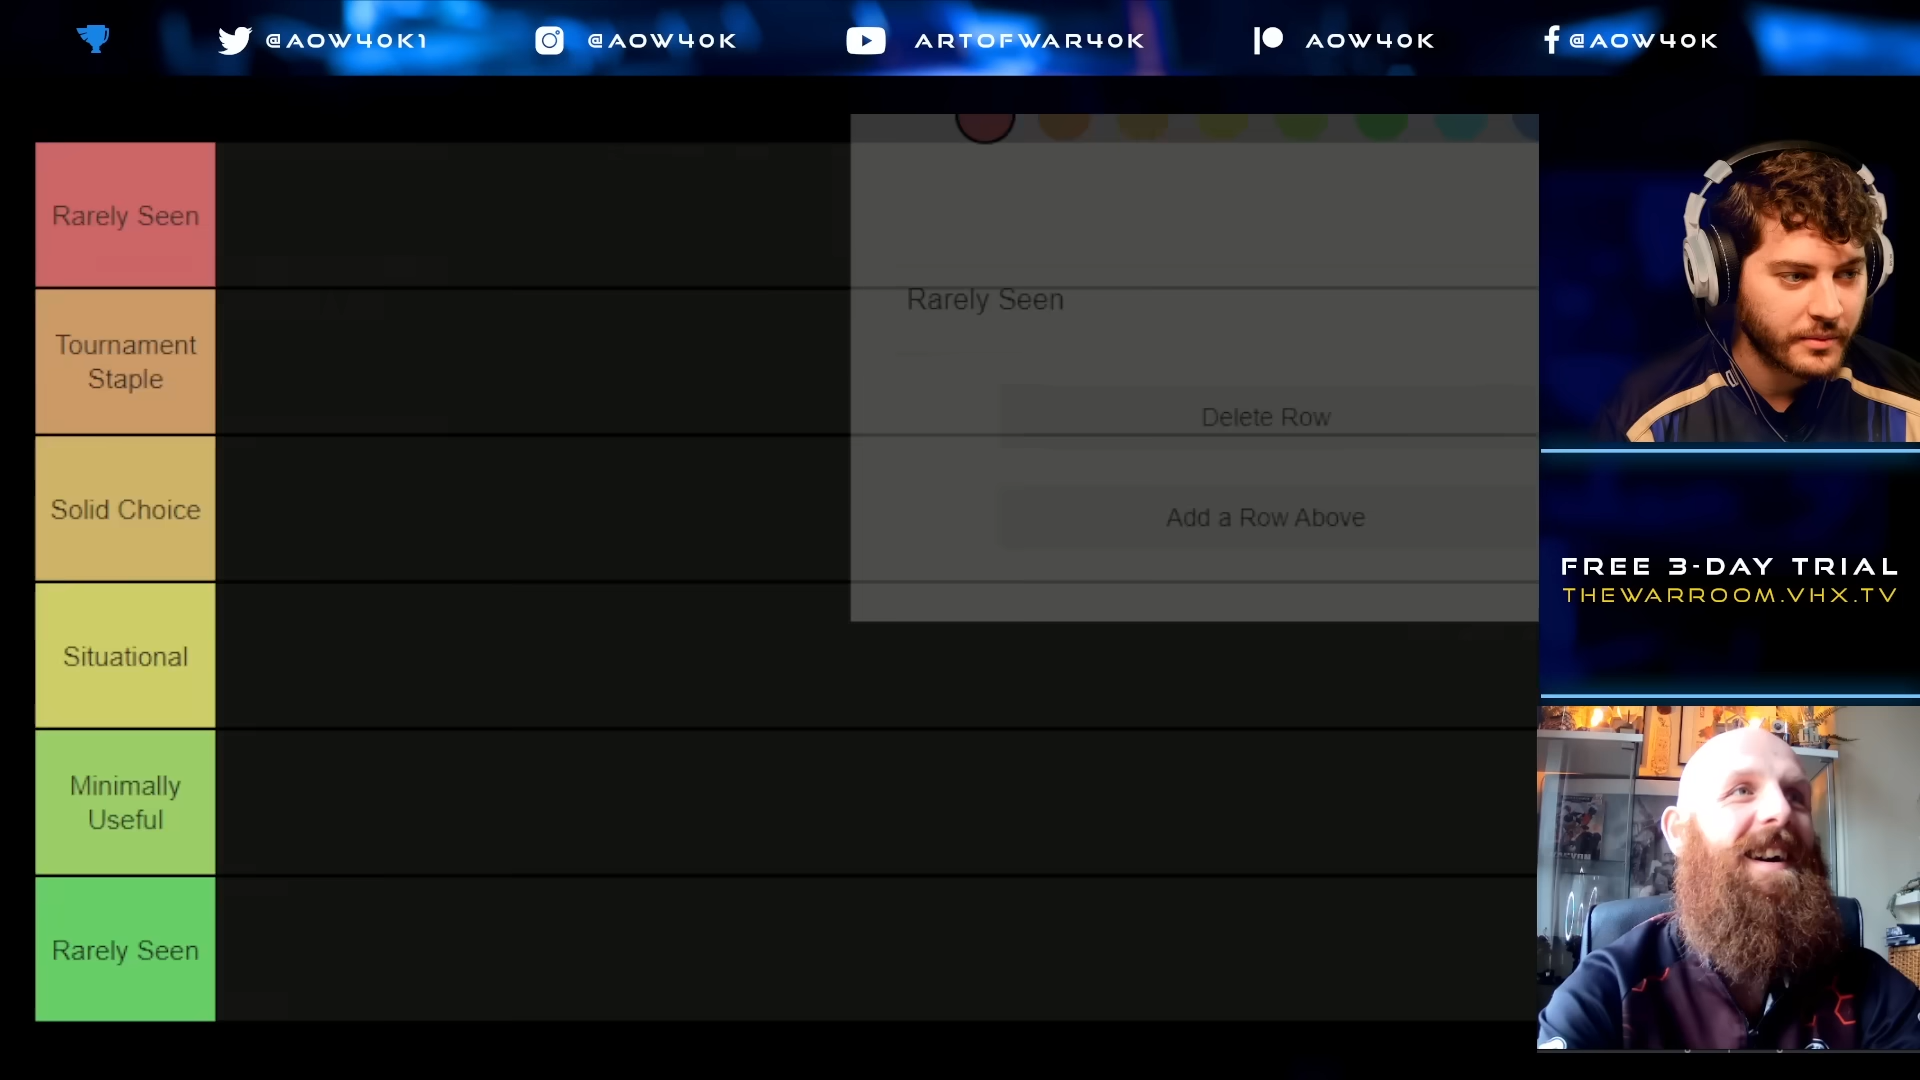 @AOW40K1
@AOW40K
ARTOFWAR40K
AOW40K
@AOW40K
Rarely Seen
Tournament
Staple
Solid Choice
Situational
Minimally
Useful
Rarely Seen
Rarely Seen
Delete Row
Add a Row Above
FREE 3-DAY TRIAL
THEWARROOM.VHX.TV